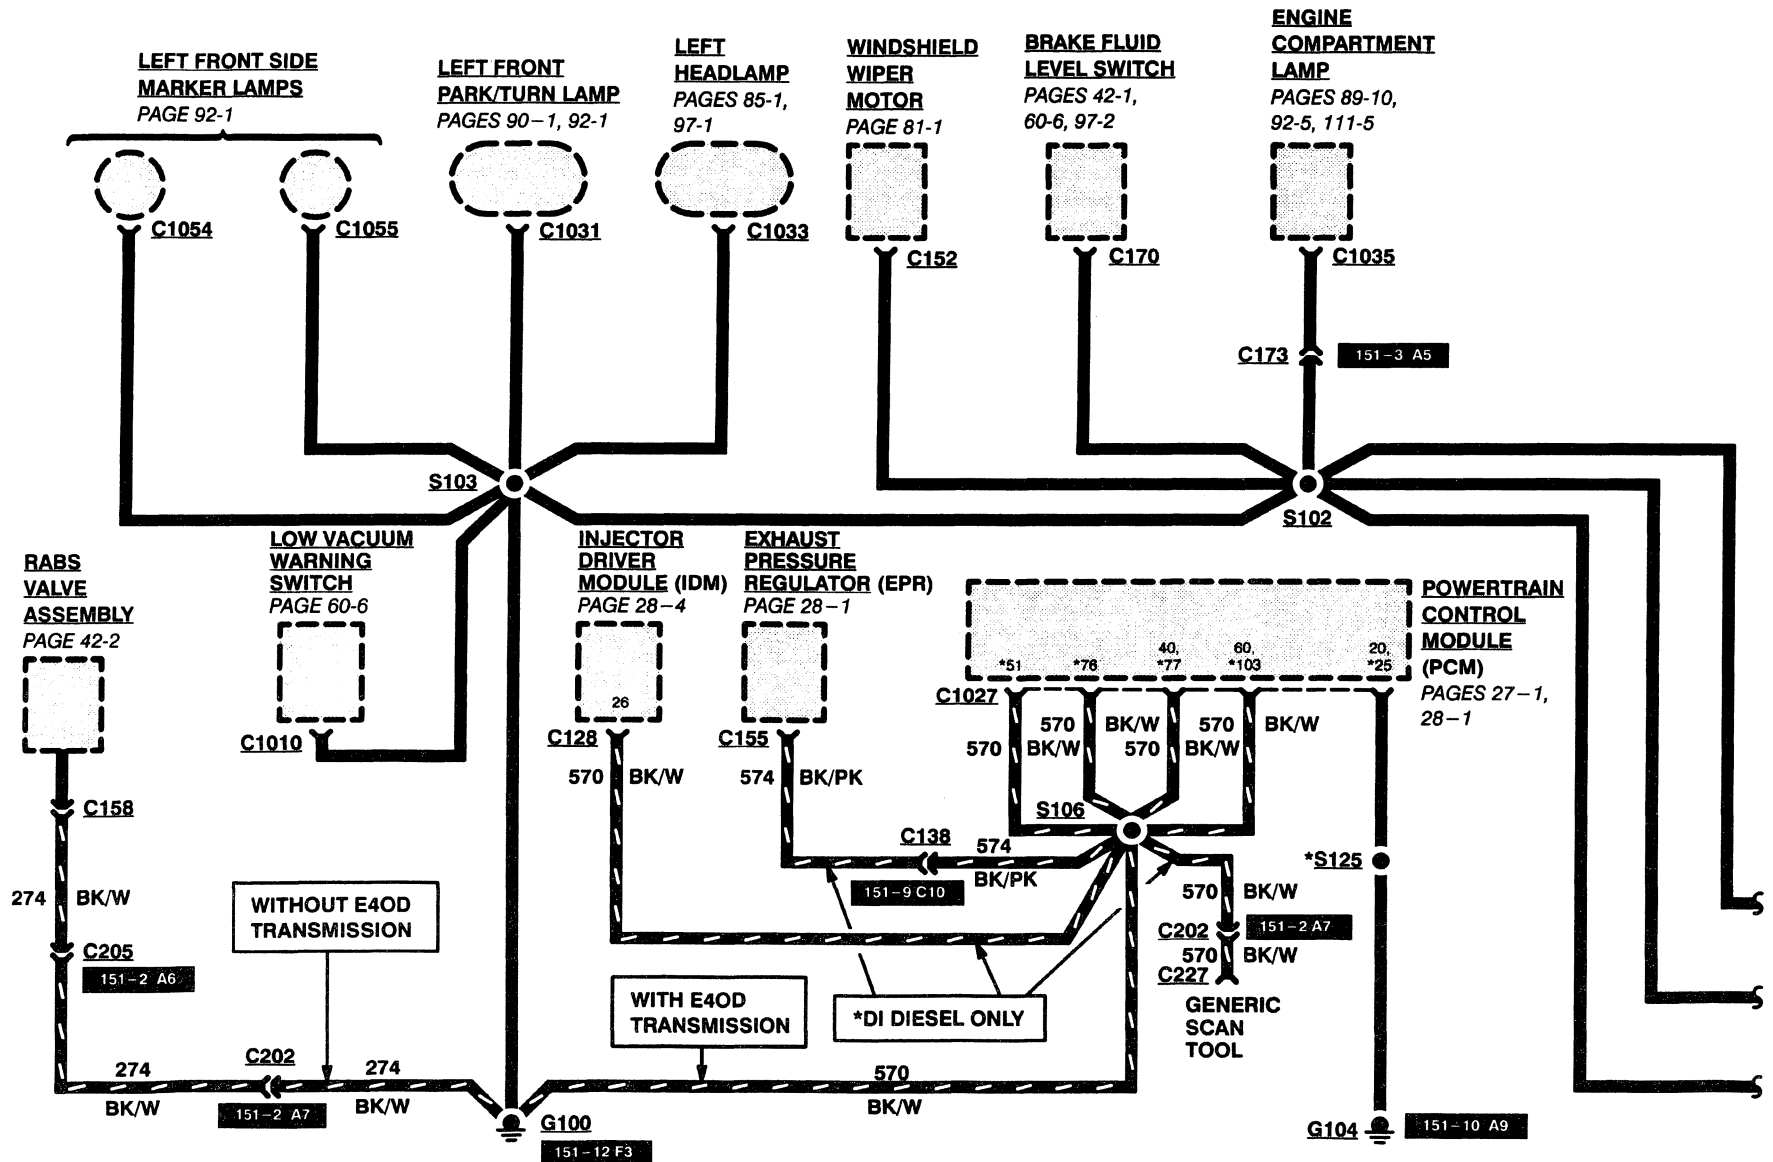 LEFT FRONT SIDE
MARKER LAMPS
PAGE 92-1
LEFT FRONT
PARK/TURN LAMP
PAGES 90-1, 92-1
LEFT
HEADLAMP
PAGES 85-1,
97-1
WINDSHIELD
WIPER
MOTOR
PAGE 81-1
BRAKE FLUID
LEVEL SWITCH
PAGES 42-1,
60-6, 97-2
ENGINE
COMPARTMENT
LAMP
PAGES 89-10,
92-5, 111-5
C1054
C1055
C1031
C1033
C152
C170
C1035
C173
151-3 A5
S103
S102
RABS
VALVE
ASSEMBLY
PAGE 42-2
LOW VACUUM
WARNING
SWITCH
PAGE 60-6
INJECTOR
DRIVER
MODULE (IDM)
PAGE 28-4
EXHAUST
PRESSURE
REGULATOR (EPR)
PAGE 28-1
POWERTRAIN
CONTROL
MODULE
(PCM)
PAGES 27-1,
28-1
40, 60, 20,
*51 *76 *77 *103 *25
26
C1010
C128
C155
C1027
570 BK/W 570 BK/W
570 BK/W 570 BK/W
570 BK/W
574 BK/PK
C158
S106
C138
574
BK/PK
151-9 C10
*S125
274 BK/W
WITHOUT E4OD
TRANSMISSION
570 BK/W
C202
151-2 A7
570 BK/W
C227
GENERIC
SCAN
TOOL
C205
151-2 A6
WITH E4OD
TRANSMISSION
*DI DIESEL ONLY
274
BK/W
C202
151-2 A7
274
BK/W
570
BK/W
G100
151-12 F3
G104
151-10 A9